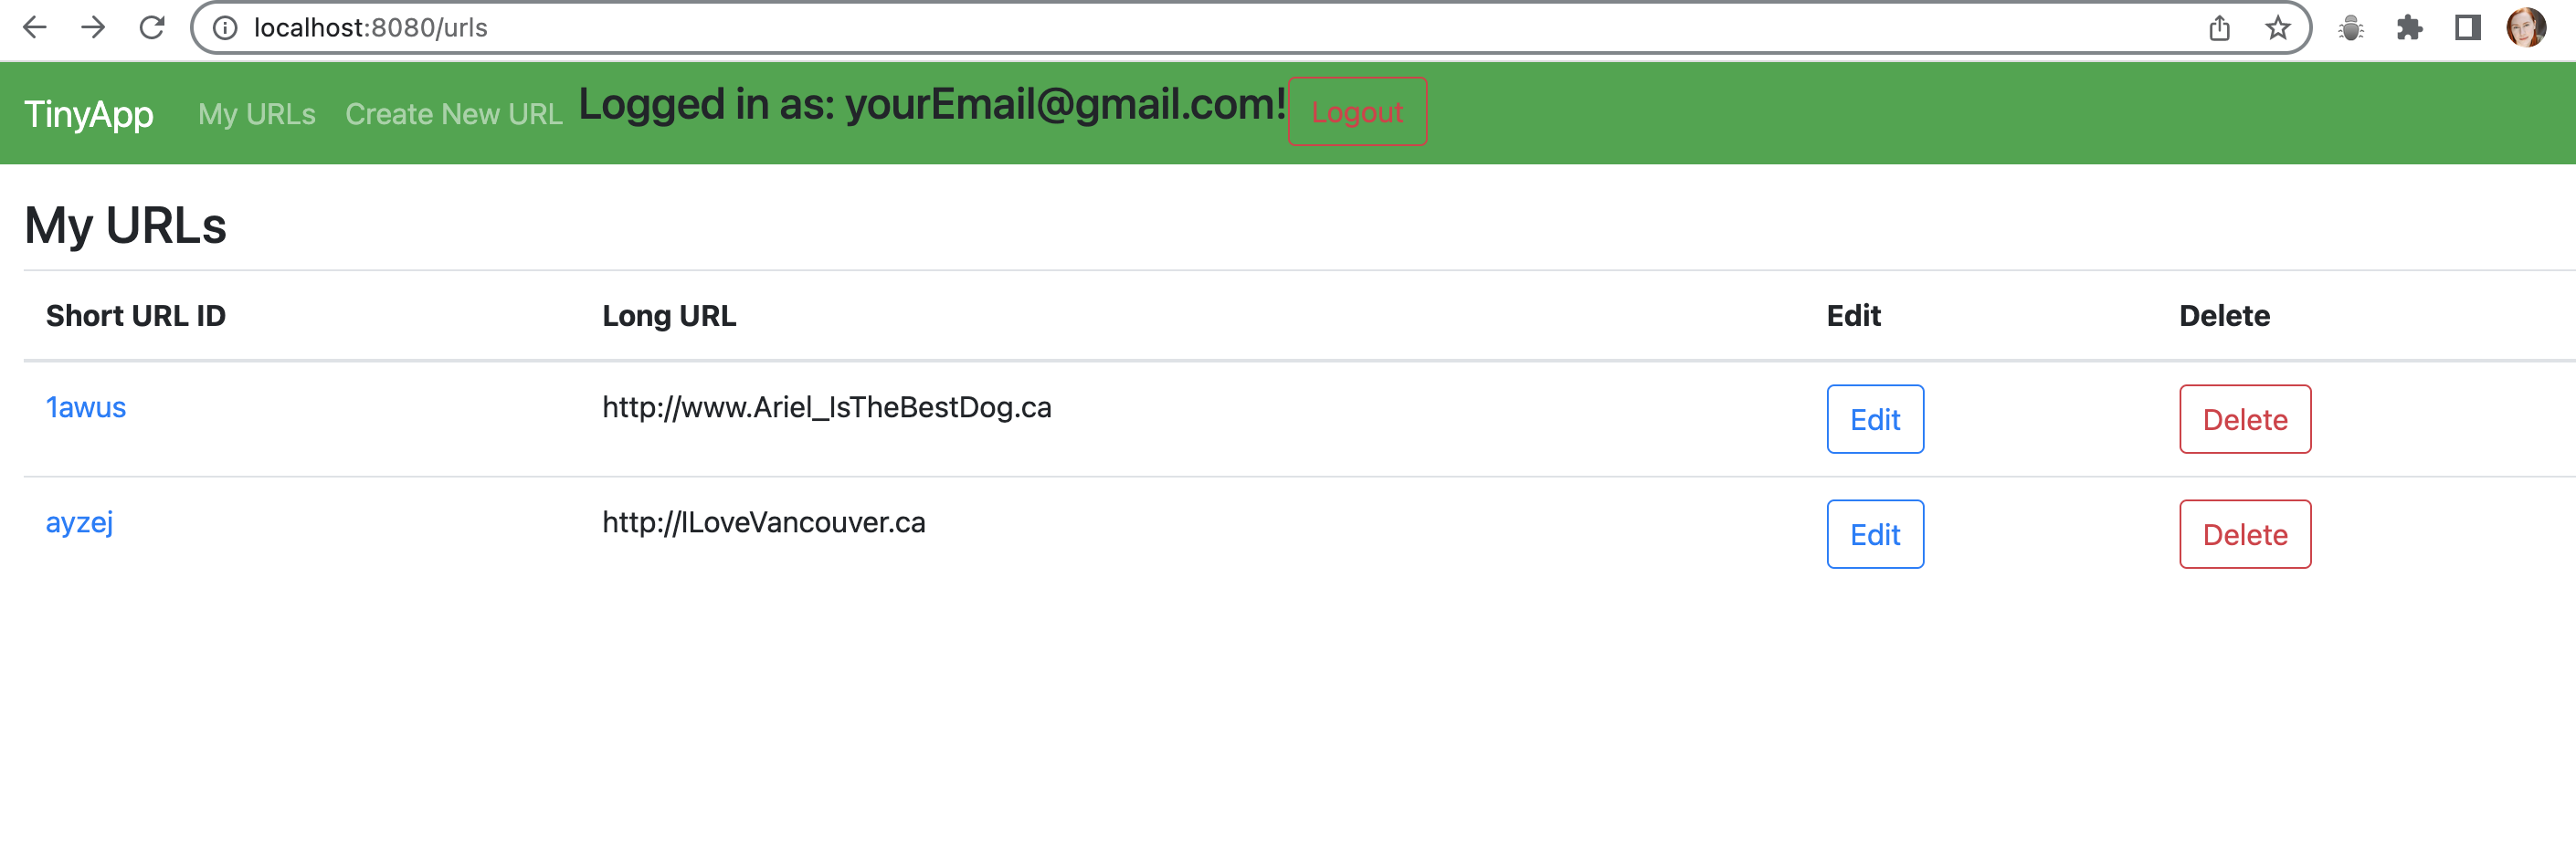 localhost:8080/urls
TinyApp My URLs Create New URL Logged in as: yourEmail@gmail.com! Logout
My URLs
Short URL ID Long URL Edit Delete
1awus http://www.Ariel_IsTheBestDog.ca Edit Delete
ayzej http://ILoveVancouver.ca Edit Delete